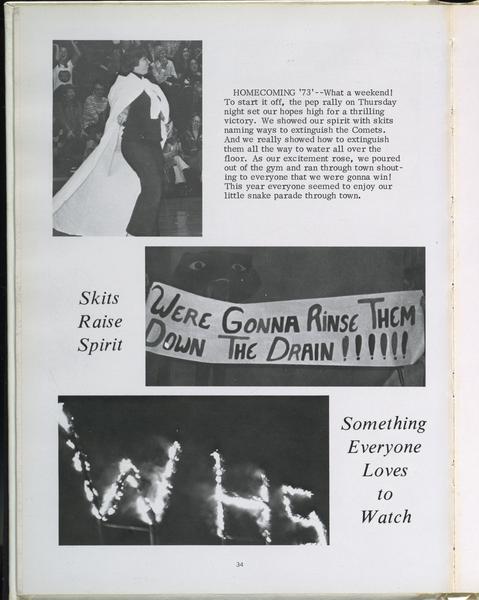 HOMECOMING '73'--What a weekend!
To start it off, the pep rally on Thursday
night set our hopes high for a thrilling
victory. We showed our spirit with skits
naming ways to extinguish the Comets.
And we really showed how to extinguish
them all the way to water all over the
floor. As our excitement rose, we poured
out of the gym and ran through town shout-
ing to everyone that we were gonna win!
This year everyone seemed to enjoy our
little snake parade through town.
Skits
Raise
Spirit
WERE GONNA RINSE THEM
DOWN THE DRAIN!!!!!!
WHS
Something
Everyone
Loves
to
Watch
34